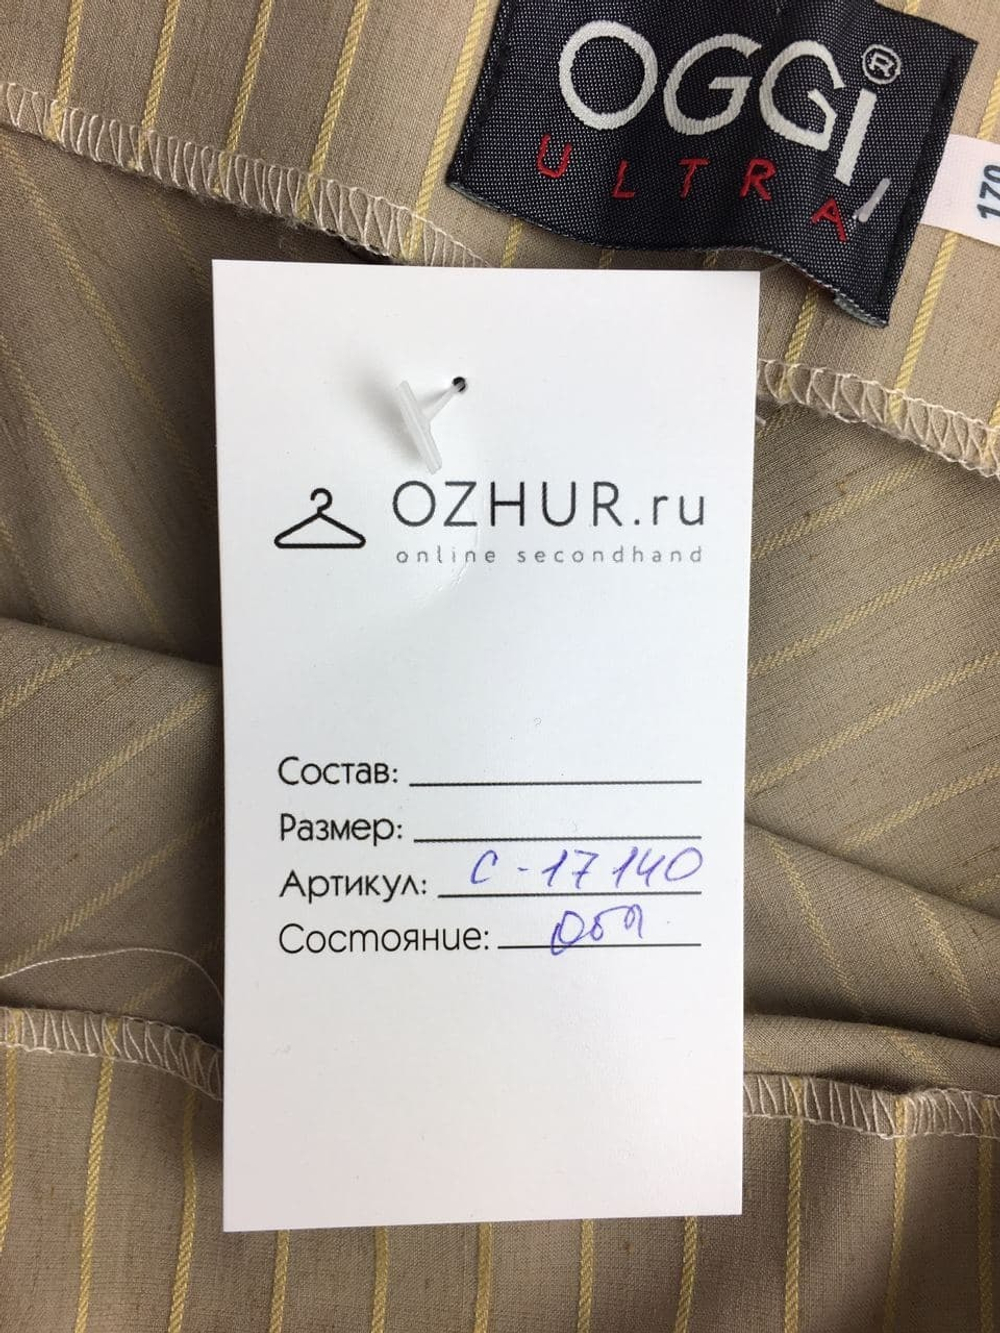 OGGI®
ULTRA
170
OZHUR.ru
online secondhand
Состав:
Размер:
Артикул: С-17140
Состояние: